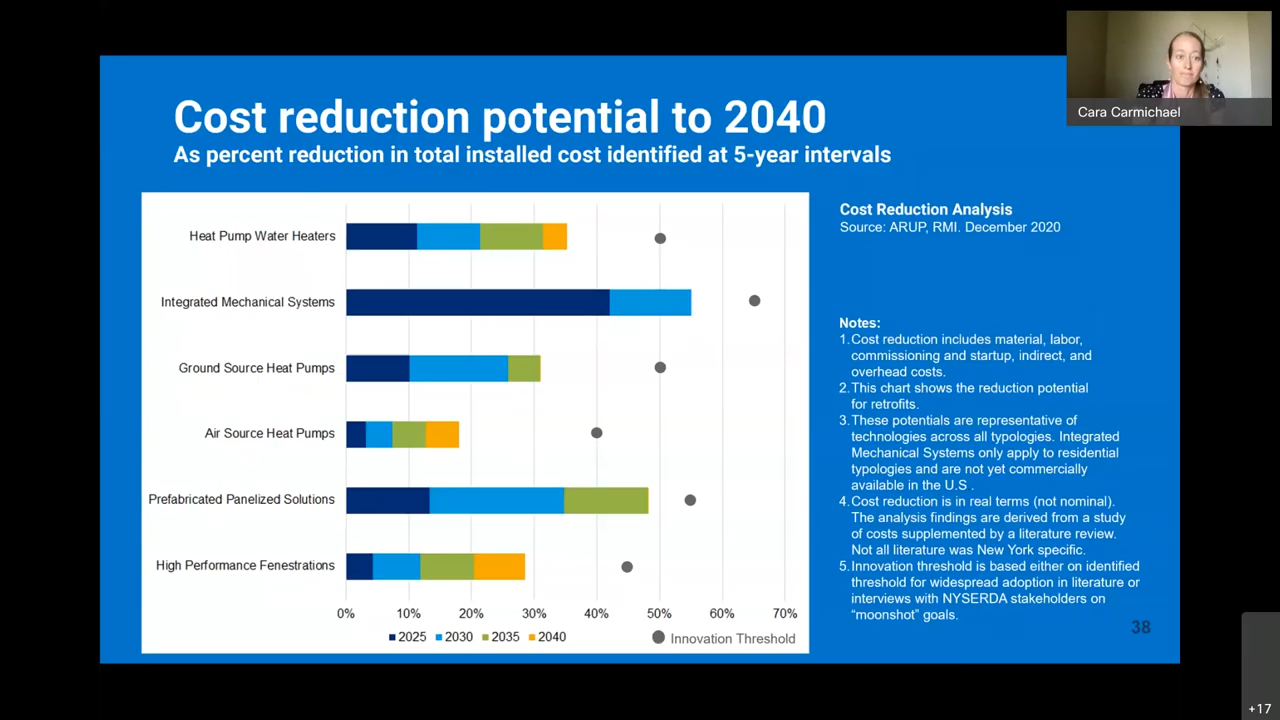 Cara Carmichael
Cost reduction potential to 2040
As percent reduction in total installed cost identified at 5-year intervals
Heat Pump Water Heaters
Integrated Mechanical Systems
Ground Source Heat Pumps
Air Source Heat Pumps
Prefabricated Panelized Solutions
High Performance Fenestrations
0% 10% 20% 30% 40% 50% 60% 70%
2025 2030 2035 2040 Innovation Threshold
Cost Reduction Analysis
Source: ARUP, RMI. December 2020
Notes:
1. Cost reduction includes material, labor,
commissioning and startup, indirect, and
overhead costs.
2. This chart shows the reduction potential
for retrofits.
3. These potentials are representative of
technologies across all typologies. Integrated
Mechanical Systems only apply to residential
typologies and are not yet commercially
available in the U.S .
4. Cost reduction is in real terms (not nominal).
The analysis findings are derived from a study
of costs supplemented by a literature review.
Not all literature was New York specific.
5. Innovation threshold is based either on identified
threshold for widespread adoption in literature or
interviews with NYSERDA stakeholders on
“moonshot” goals.
38
+17